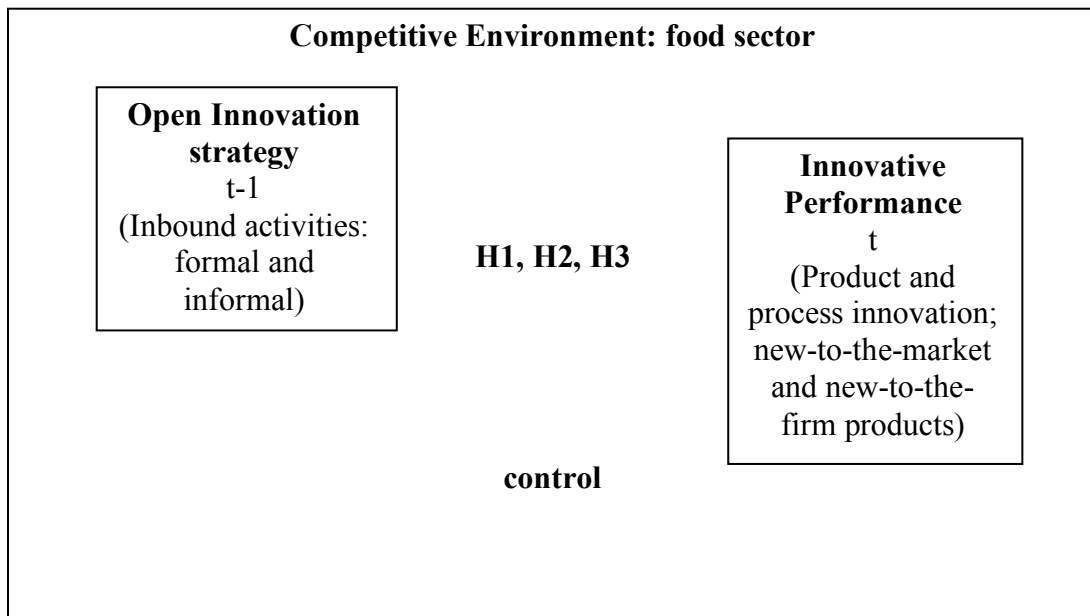 Competitive Environment: food sector
Open Innovation
strategy
t-1
(Inbound activities:
formal and
informal)
H1, H2, H3
Innovative
Performance
t
(Product and
process innovation;
new-to-the-market
and new-to-the-
firm products)
control